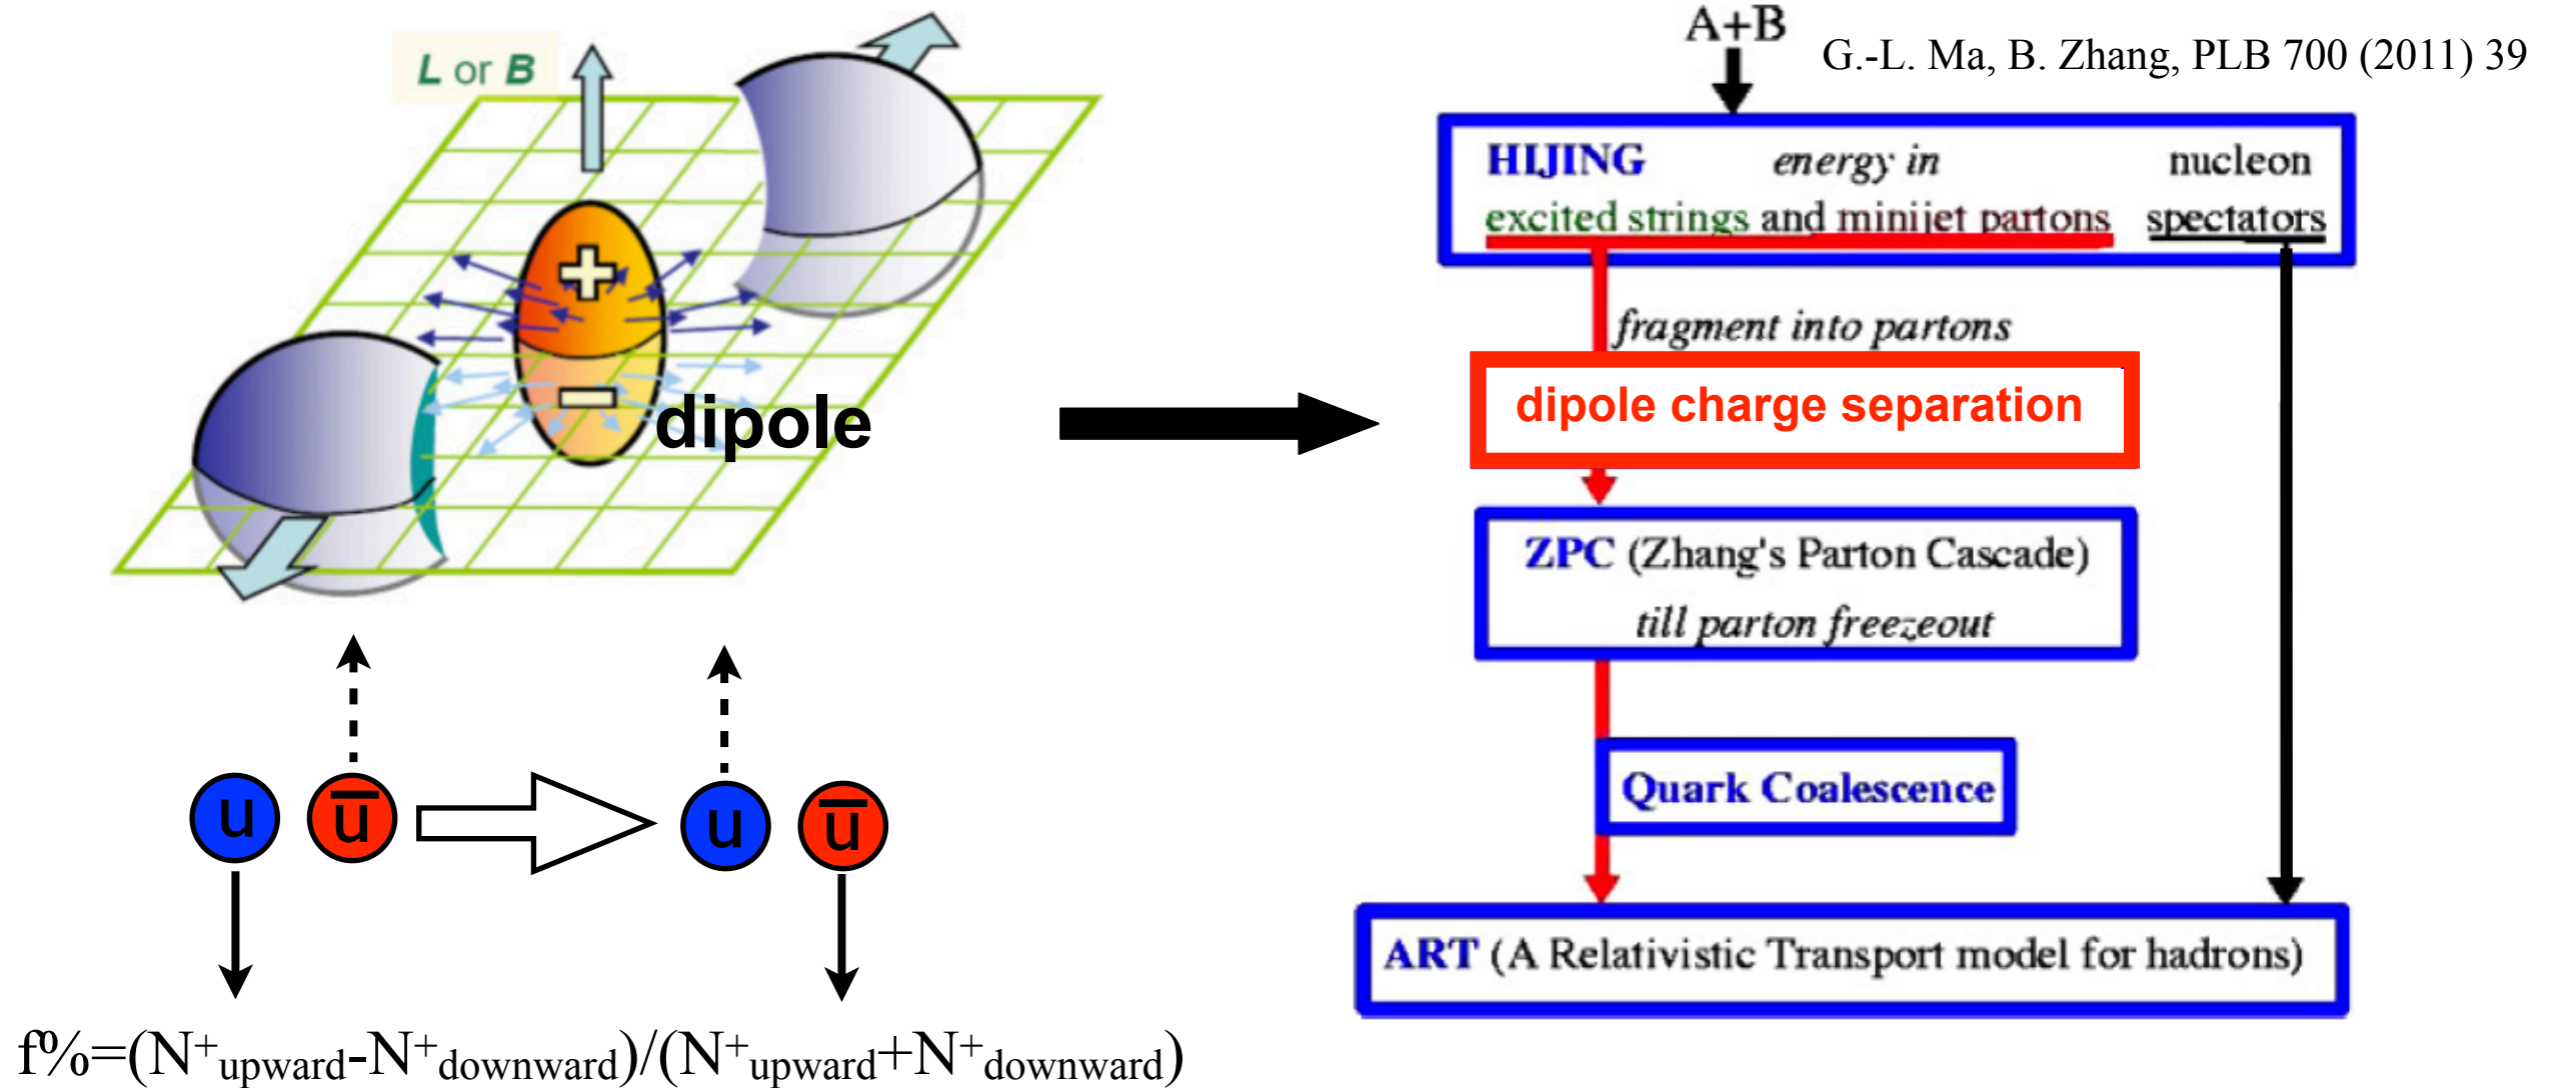 L or B
+
−
dipole
u
u̅
u
u̅
f%=(N⁺upward-N⁺downward)/(N⁺upward+N⁺downward)
A+B
G.-L. Ma, B. Zhang, PLB 700 (2011) 39
HIJING energy in nucleon
excited strings and minijet partons spectators
fragment into partons
dipole charge separation
ZPC (Zhang's Parton Cascade)
till parton freezeout
Quark Coalescence
ART (A Relativistic Transport model for hadrons)